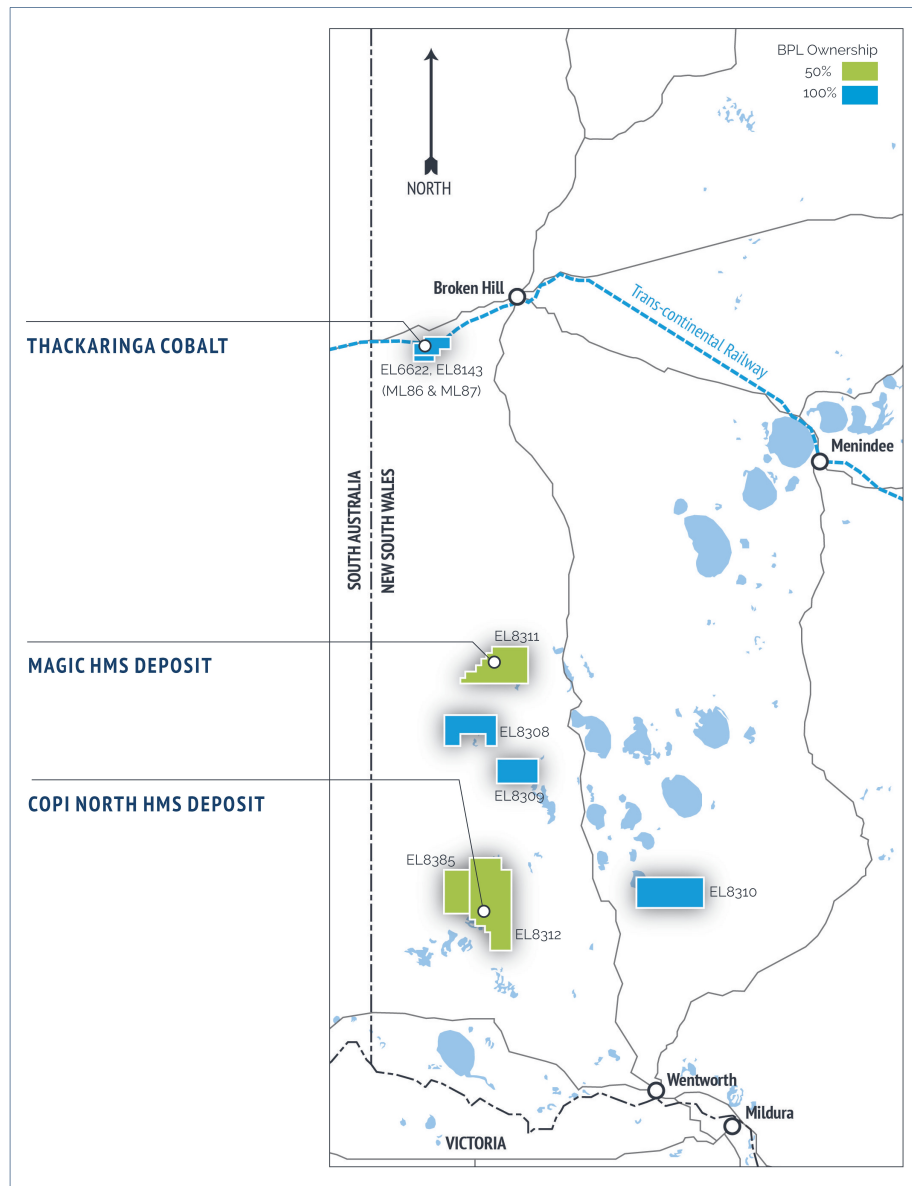 BPL Ownership
50%
100%
NORTH
Broken Hill
Trans-continental Railway
THACKARINGA COBALT
EL6622, EL8143
(ML86 & ML87)
Menindee
SOUTH AUSTRALIA
NEW SOUTH WALES
EL8311
MAGIC HMS DEPOSIT
EL8308
EL8309
COPI NORTH HMS DEPOSIT
EL8385
EL8310
EL8312
Wentworth
Mildura
VICTORIA